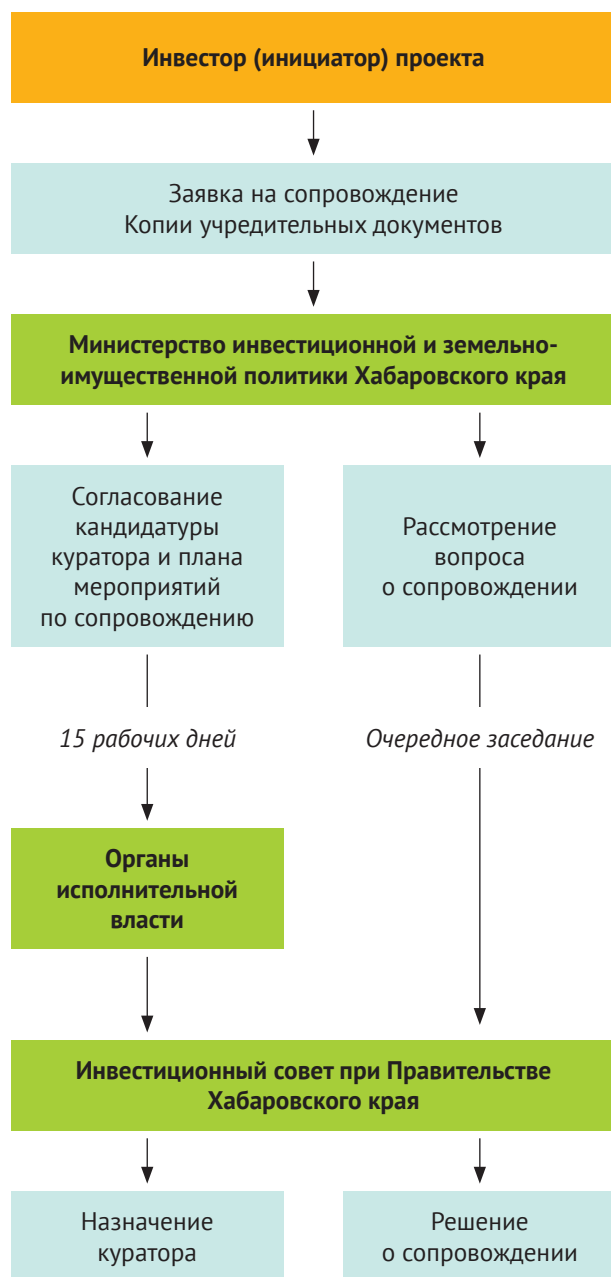 Инвестор (инициатор) проекта
Заявка на сопровождение
Копии учредительных документов
Министерство инвестиционной и земельно-
имущественной политики Хабаровского края
Согласование
кандидатуры
куратора и плана
мероприятий
по сопровождению
Рассмотрение
вопроса
о сопровождении
15 рабочих дней
Очередное заседание
Органы
исполнительной
власти
Инвестиционный совет при Правительстве
Хабаровского края
Назначение
куратора
Решение
о сопровождении